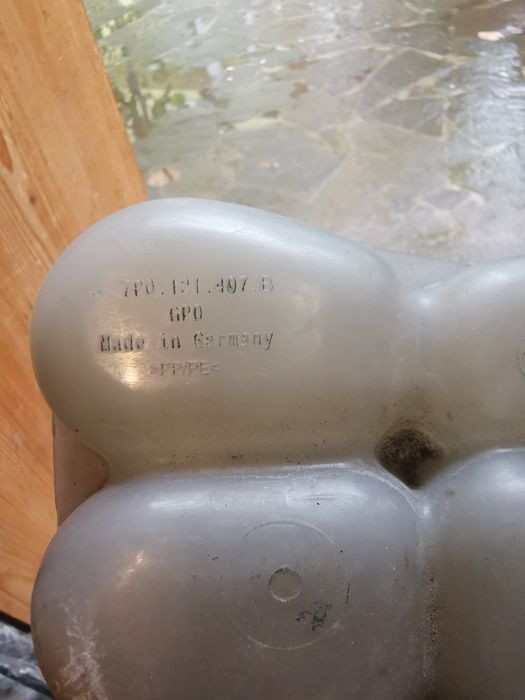 7P0.121.407.B
GPO
Made in Germany
>PP/PE<